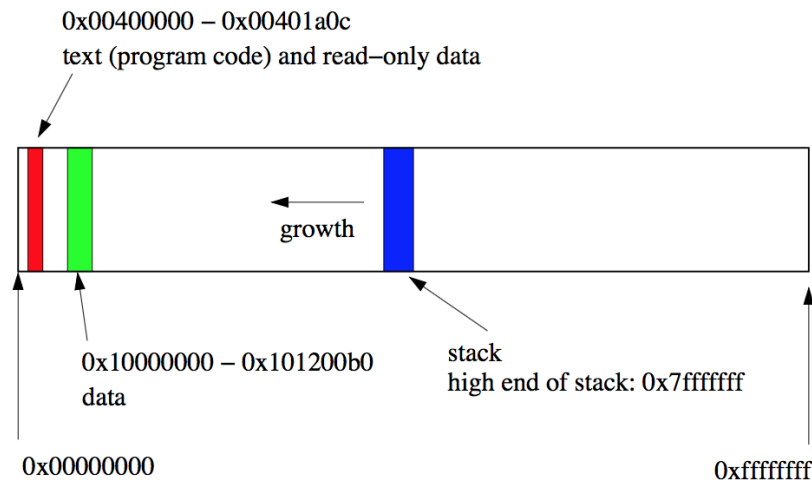 0x00400000 – 0x00401a0c
text (program code) and read–only data
growth
0x10000000 – 0x101200b0
data
stack
high end of stack: 0x7fffffff
0x00000000
0xffffffff